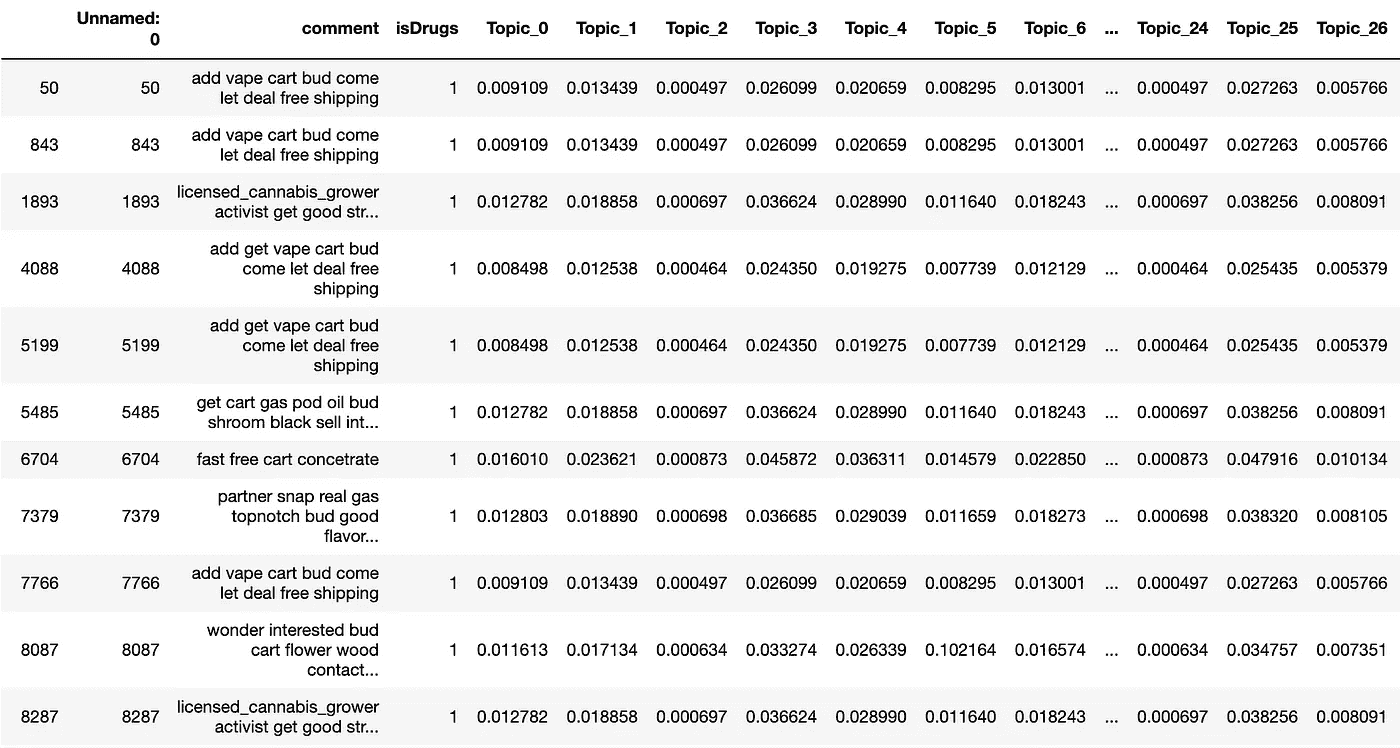 Unnamed: 0 comment isDrugs Topic_0 Topic_1 Topic_2 Topic_3 Topic_4 Topic_5 Topic_6 ... Topic_24 Topic_25 Topic_26
50 50 add vape cart bud come let deal free shipping 1 0.009109 0.013439 0.000497 0.026099 0.020659 0.008295 0.013001 ... 0.000497 0.027263 0.005766
843 843 add vape cart bud come let deal free shipping 1 0.009109 0.013439 0.000497 0.026099 0.020659 0.008295 0.013001 ... 0.000497 0.027263 0.005766
1893 1893 licensed_cannabis_grower activist get good str... 1 0.012782 0.018858 0.000697 0.036624 0.028990 0.011640 0.018243 ... 0.000697 0.038256 0.008091
4088 4088 add get vape cart bud come let deal free shipping 1 0.008498 0.012538 0.000464 0.024350 0.019275 0.007739 0.012129 ... 0.000464 0.025435 0.005379
5199 5199 add get vape cart bud come let deal free shipping 1 0.008498 0.012538 0.000464 0.024350 0.019275 0.007739 0.012129 ... 0.000464 0.025435 0.005379
5485 5485 get cart gas pod oil bud shroom black sell int... 1 0.012782 0.018858 0.000697 0.036624 0.028990 0.011640 0.018243 ... 0.000697 0.038256 0.008091
6704 6704 fast free cart concetrate 1 0.016010 0.023621 0.000873 0.045872 0.036311 0.014579 0.022850 ... 0.000873 0.047916 0.010134
7379 7379 partner snap real gas topnotch bud good flavor... 1 0.012803 0.018890 0.000698 0.036685 0.029039 0.011659 0.018273 ... 0.000698 0.038320 0.008105
7766 7766 add vape cart bud come let deal free shipping 1 0.009109 0.013439 0.000497 0.026099 0.020659 0.008295 0.013001 ... 0.000497 0.027263 0.005766
8087 8087 wonder interested bud cart flower wood contact... 1 0.011613 0.017134 0.000634 0.033274 0.026339 0.102164 0.016574 ... 0.000634 0.034757 0.007351
8287 8287 licensed_cannabis_grower activist get good str... 1 0.012782 0.018858 0.000697 0.036624 0.028990 0.011640 0.018243 ... 0.000697 0.038256 0.008091